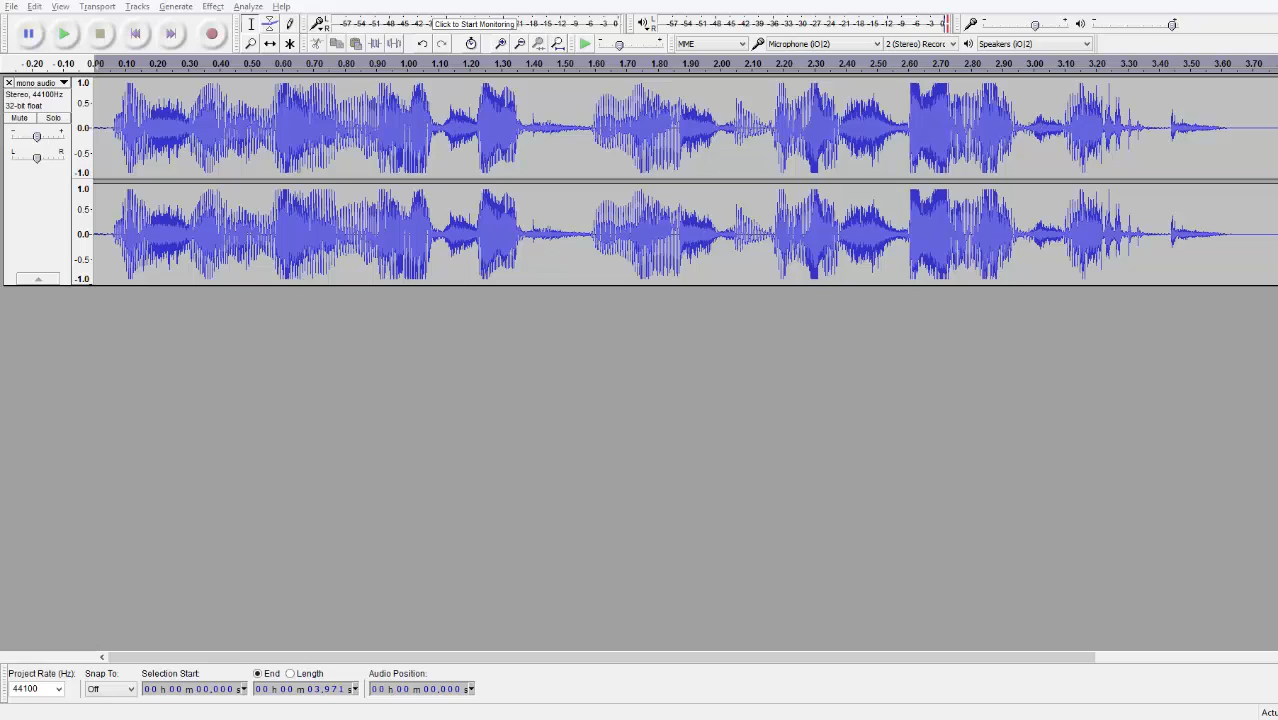 File Edit View Transport Tracks Generate Effect Analyze Help
-57 -54 -51 -48 -45 -42 -39 -3 Click to Start Monitoring -21 -18 -15 -12 -9 -6 -3 0
L R
-57 -54 -51 -48 -45 -42 -39 -36 -33 -30 -27 -24 -21 -18 -15 -12 -9 -6 -3 0
L R
MME Microphone (iO|2) 2 (Stereo) Recorc Speakers (iO|2)
-0.20 -0.10 0.00 0.10 0.20 0.30 0.40 0.50 0.60 0.70 0.80 0.90 1.00 1.10 1.20 1.30 1.40 1.50 1.60 1.70 1.80 1.90 2.00 2.10 2.20 2.30 2.40 2.50 2.60 2.70 2.80 2.90 3.00 3.10 3.20 3.30 3.40 3.50 3.60 3.70
mono audio
Stereo, 44100Hz
32-bit float
Mute Solo
- +
L R
1.0
0.5
0.0
-0.5
-1.0
1.0
0.5
0.0
-0.5
-1.0
Project Rate (Hz): Snap To: Selection Start: End Length Audio Position:
44100 Off 00 h 00 m 00,000 s 00 h 00 m 03,971 s 00 h 00 m 00,000 s
Actu